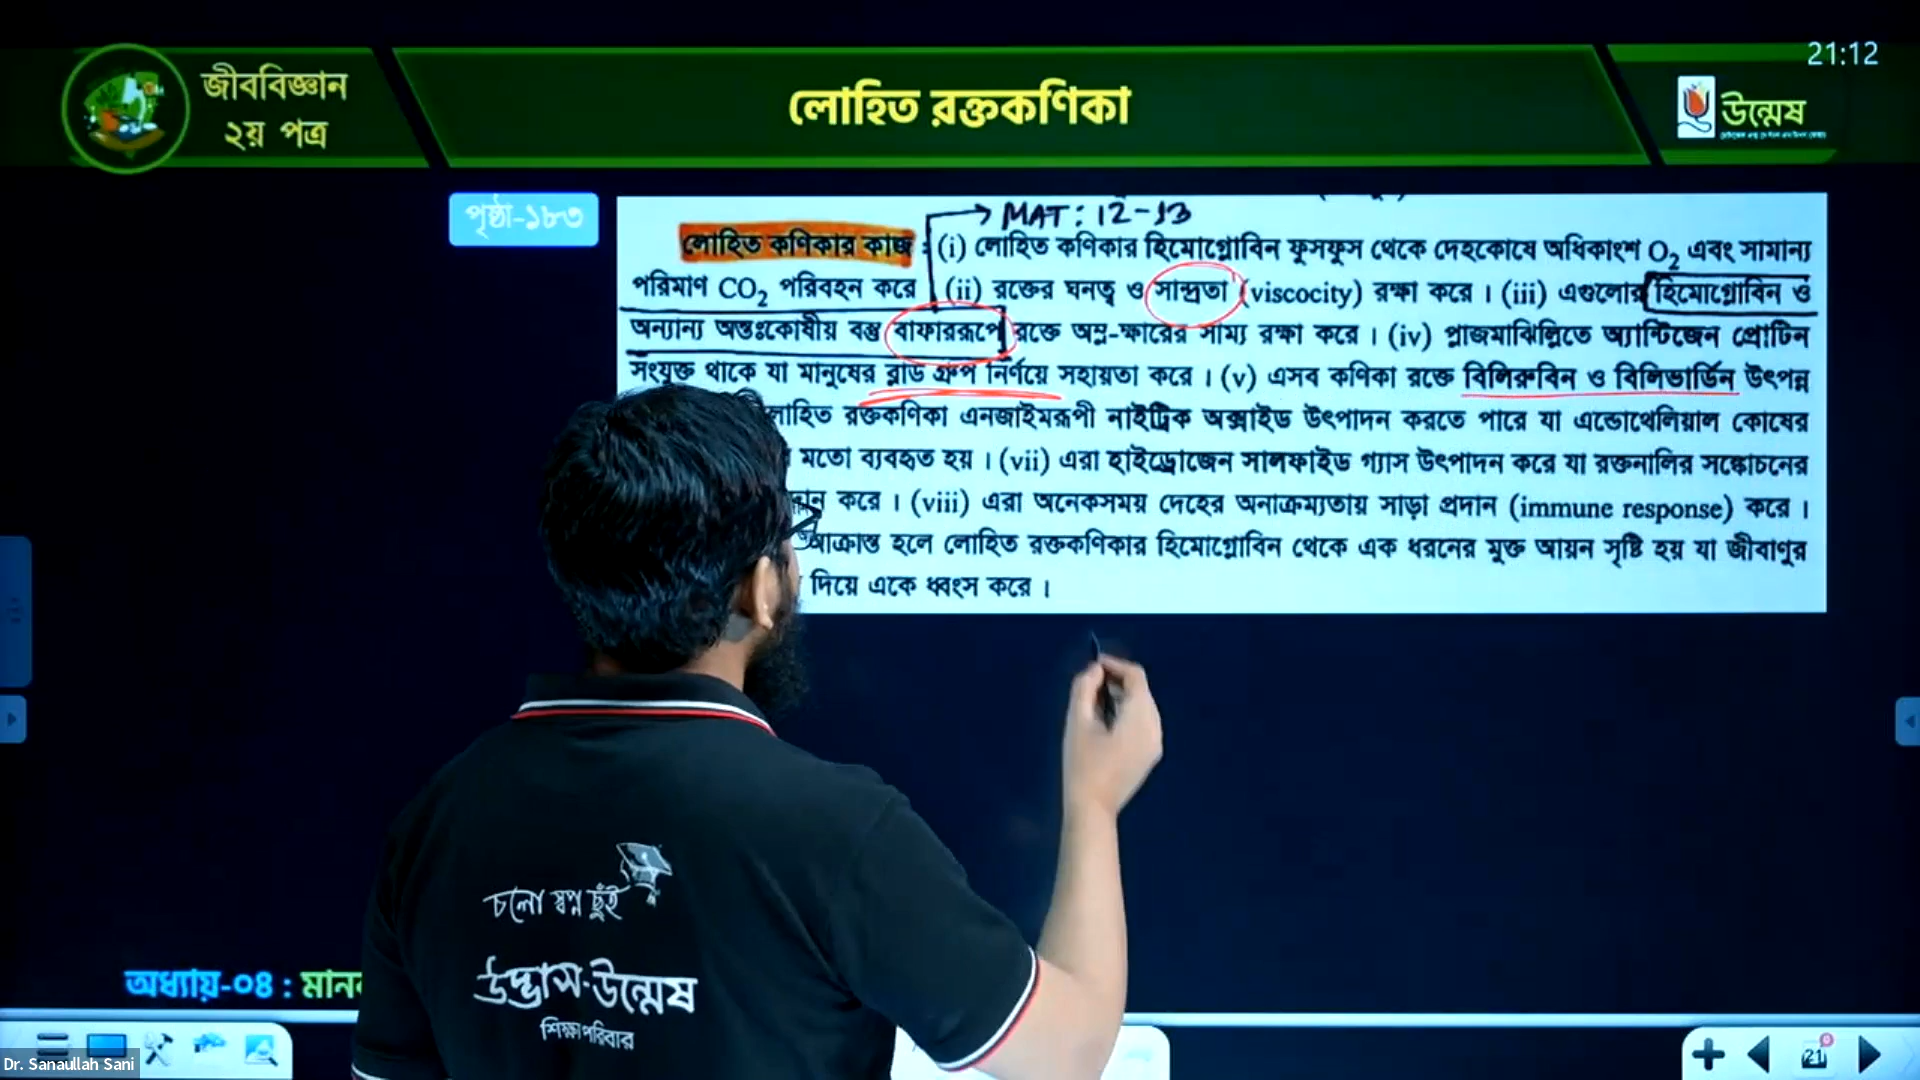 21:12
জীববিজ্ঞান
২য় পত্র
লোহিত রক্তকণিকা
উন্মেষ
পৃষ্ঠা-১৮৩
MAT: 12-13
লোহিত কণিকার কাজ : (i) লোহিত কণিকার হিমোগ্লোবিন ফুসফুস থেকে দেহকোষে অধিকাংশ O₂ এবং সামান্য
পরিমাণ CO₂ পরিবহন করে (ii) রক্তের ঘনত্ব ও সান্দ্রতা (viscocity) রক্ষা করে। (iii) এগুলোর হিমোগ্লোবিন ও
অন্যান্য অন্তঃকোষীয় বস্তু বাফাররূপে রক্তে অম্ল-ক্ষারের সাম্য রক্ষা করে। (iv) প্লাজমাঝিল্লিতে অ্যান্টিজেন প্রোটিন
সংযুক্ত থাকে যা মানুষের ব্লাড গ্রুপ নির্ণয়ে সহায়তা করে। (v) এসব কণিকা রক্তে বিলিরুবিন ও বিলিভার্ডিন উৎপন্ন
লোহিত রক্তকণিকা এনজাইমরূপী নাইট্রিক অক্সাইড উৎপাদন করতে পারে যা এন্ডোথেলিয়াল কোষের
মতো ব্যবহৃত হয়। (vii) এরা হাইড্রোজেন সালফাইড গ্যাস উৎপাদন করে যা রক্তনালির সঙ্কোচনের
করে। (viii) এরা অনেকসময় দেহের অনাক্রম্যতায় সাড়া প্রদান (immune response) করে।
আক্রান্ত হলে লোহিত রক্তকণিকার হিমোগ্লোবিন থেকে এক ধরনের মুক্ত আয়ন সৃষ্টি হয় যা জীবাণুর
দিয়ে একে ধ্বংস করে।
চলো স্বপ্ন ছুঁই
উদ্ভাস-উন্মেষ
শিক্ষা পরিবার
অধ্যায়-০৪ :
21
Dr. Sanaullah Sani